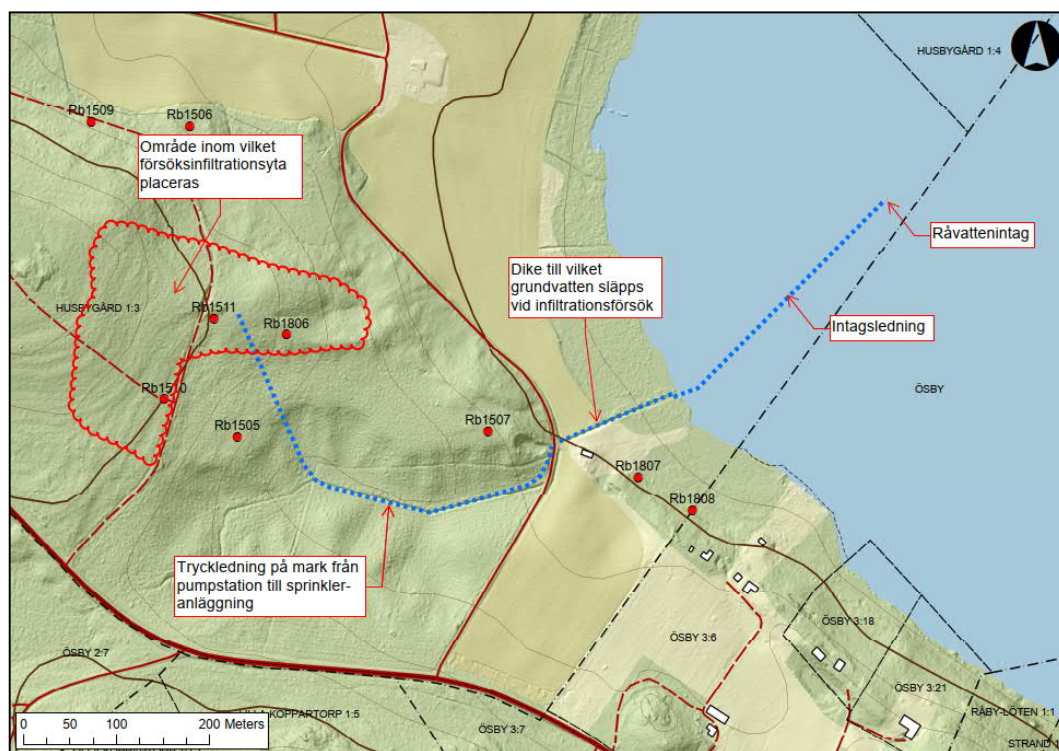 HUSBYGÅRD 1:4
Rb1509
Rb1506
Område inom vilket
försöksinfiltrationsyta
placeras
Råvattenintag
Dike till vilket
grundvatten släpps
vid infiltrationsförsök
HUSBYGÅRD 1:3
Rb1511
Rb1806
Intagsledning
ÖSBY
Rb1510
Rb1505
Rb1507
Rb1807
Rb1808
Tryckledning på mark från
pumpstation till sprinkler-
anläggning
ÖSBY 3:6
ÖSBY 3:18
ÖSBY 2:7
ÖSBY 3:21
KOPPARTORP 1:5
ÖSBY 3:7
RÅBY-LÖTEN 1:1
STRAND
0 50 100 200 Meters